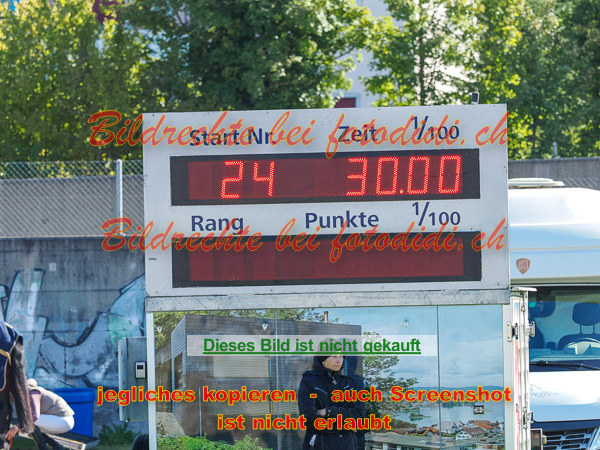 Bildrechte bei fotodidi.ch
Start Nr. Zeit 1/100
24 30.00
Rang Punkte 1/100
Bildrechte bei fotodidi.ch
Dieses Bild ist nicht gekauft
jegliches kopieren - auch Screenshot
ist nicht erlaubt